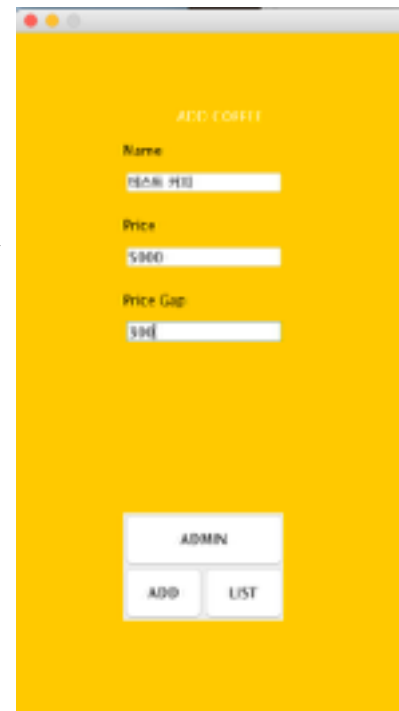 ADD COFFEE
Name
테스트 커피
Price
5000
Price Gap
300
ADMIN
ADD LIST